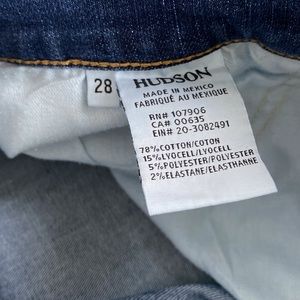 28
HUDSON
MADE IN MEXICO
FABRIQUÉ AU MEXIQUE
RN# 107906
CA# 00635
EIN# 20-3082491
78%COTTON/COTON
15%LYOCELL/LYOCELL
5%POLYESTER/POLYESTER
2%ELASTANE/ELASTHANNE